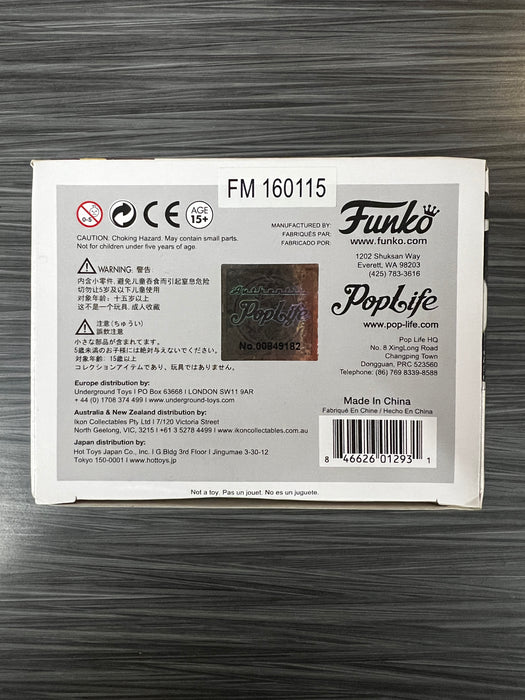 FM 160115
0-5
CE
AGE
15+
CAUTION. Choking Hazard. May contain small parts.
Not for children under five years of age.
WARNING: 警告:
内含小零件, 避免儿童吞食而引起窒息危险
切勿让5岁及以下儿童使用
对象年龄: 十五岁以上
这不是一个玩具, 成人收藏
注意 (ちゅうい)
誤飲注意
小さな部品が含まれてます。
5歳未満のお子様には絶対与えないでください。
対象年齢: 15歳以上
コレクションアイテムであり、玩具ではありません。
Europe distribution by:
Underground Toys I PO Box 63668 I LONDON SW11 9AR
+ 44 (0) 1708 374 499 I www.underground-toys.com
Australia & New Zealand distribution by:
Ikon Collectables Pty Ltd I 7/120 Victoria Street
North Geelong, VIC, 3215 I +61 3 5278 4499 I www.ikoncollectables.com.au
Japan distribution by:
Hot Toys Japan Co., Inc. I G Bldg 3rd Floor I Jingumae 3-30-12
Tokyo 150-0001 I www.hottoys.jp
Authentic
PopLife
No.00849182
MANUFACTURED BY:
FABRIQUÉS PAR:
FABRICADO POR:
Funko
www.funko.com
1202 Shuksan Way
Everett, WA 98203
(425) 783-3616
PopLife
www.pop-life.com
Pop Life HQ
No. 8 XingLong Road
Changping Town
Dongguan, PRC 523560
Telephone: (86) 769 8339-8588
Made In China
Fabriqué En Chine / Hecho En China
8 46626 01293 1
Not a toy. Pas un jouet. No es un juguete.